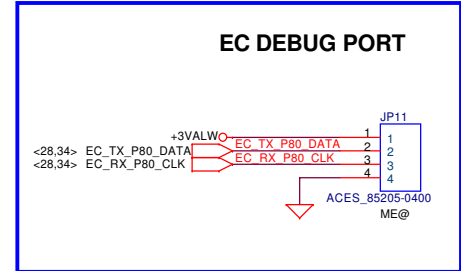 EC DEBUG PORT
JP11
+3VALW 1 1
<28,34> EC_TX_P80_DATA EC_TX_P80_DATA 2 2
<28,34> EC_RX_P80_CLK EC_RX_P80_CLK 3 3
4 4
ACES_85205-0400
ME@